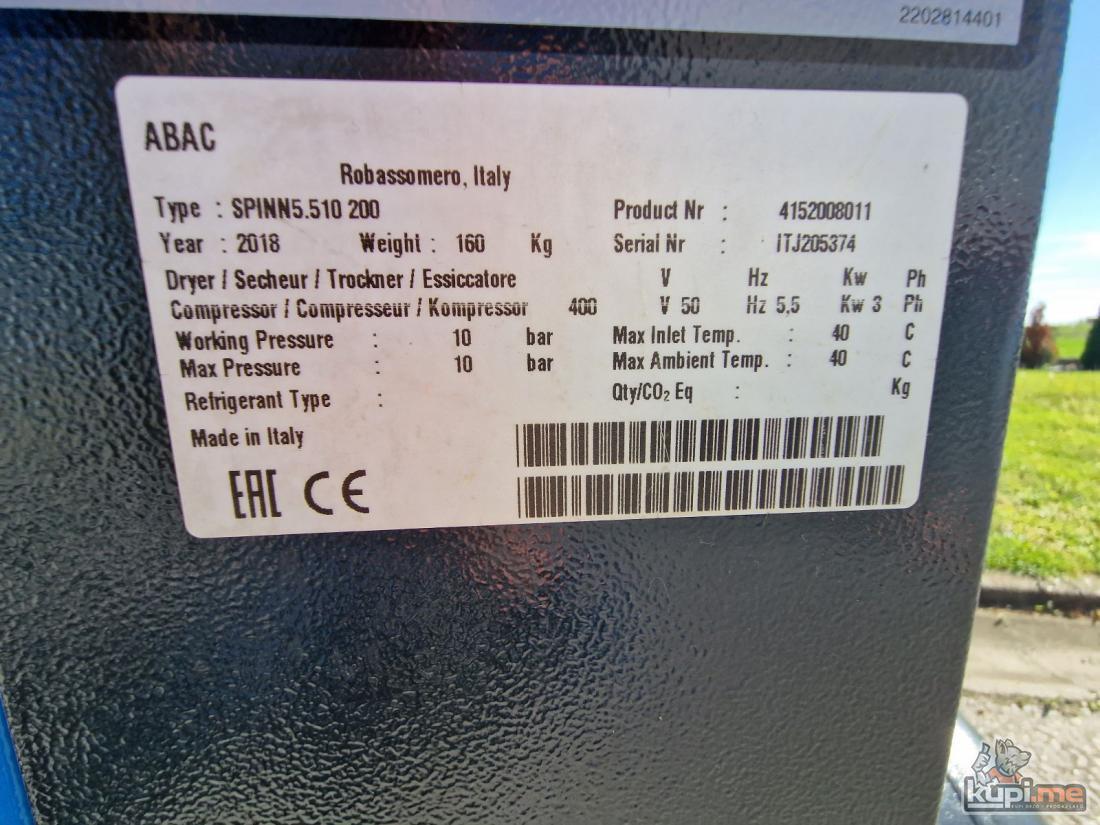 2202814401
ABAC
Robassomero, Italy
Type : SPINN5.510 200 Product Nr : 4152008011
Year : 2018 Weight : 160 Kg Serial Nr : ITJ205374
Dryer / Secheur / Trockner / Essiccatore V Hz Kw Ph
Compressor / Compresseur / Kompressor 400 V 50 Hz 5,5 Kw 3 Ph
Working Pressure : 10 bar Max Inlet Temp. : 40 C
Max Pressure : 10 bar Max Ambient Temp. : 40 C
Refrigerant Type : Qty/CO₂ Eq : Kg
Made in Italy
EAC CE
kupi.me